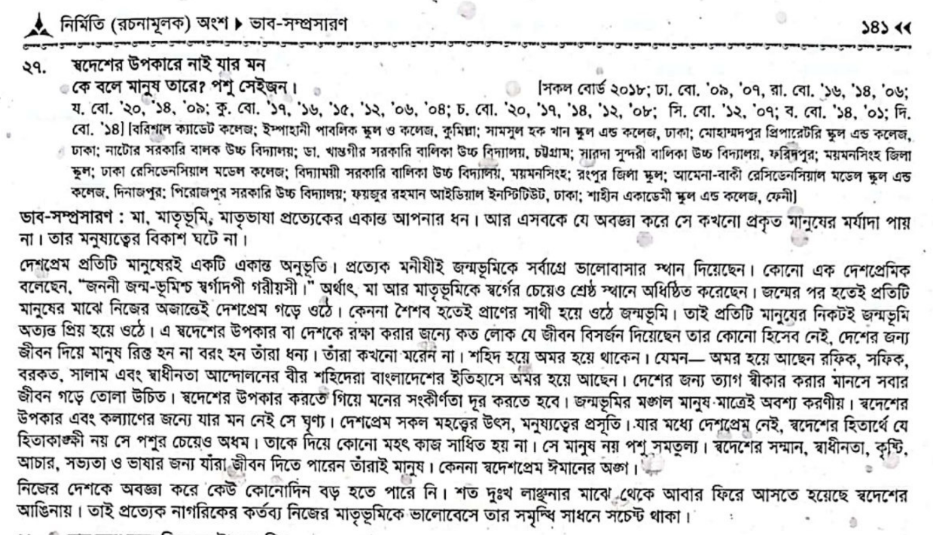 নির্মিতি (রচনামূলক) অংশ ▶ ভাব-সম্প্রসারণ ১৪১ ◀◀
২৭. স্বদেশের উপকারে নাই যার মন
কে বলে মানুষ তারে? পশু সেইজন। [সকল বোর্ড ২০১৮; ঢা. বো. '০৯, '০৭, রা. বো. '১৬, '১৪, '০৬;
য. বো. '২০, '১৪, '০৯; কু. বো. '১৭, '১৬, '১৫, '১২, '০৬, '০৪; চ. বো. '২০, '১৭, '১৪, '১২, '০৮; সি. বো. '১২, '০৭; ব. বো. '১৪, '০১; দি.
বো. '১৪] [বরিশাল ক্যাডেট কলেজ; ইস্পাহানী পাবলিক স্কুল ও কলেজ, কুমিল্লা; সামসুল হক খান স্কুল এন্ড কলেজ, ঢাকা; মোহাম্মদপুর প্রিপারেটরি স্কুল এন্ড কলেজ,
ঢাকা; নাটোর সরকারি বালক উচ্চ বিদ্যালয়; ডা. খাস্তগীর সরকারি বালিকা উচ্চ বিদ্যালয়, চট্টগ্রাম; সারদা সুন্দরী বালিকা উচ্চ বিদ্যালয়, ফরিদপুর; ময়মনসিংহ জিলা
স্কুল; ঢাকা রেসিডেনসিয়াল মডেল কলেজ; বিদ্যাময়ী সরকারি বালিকা উচ্চ বিদ্যালয়, ময়মনসিংহ; রংপুর জিলা স্কুল; আমেনা-বাকী রেসিডেনসিয়াল মডেল স্কুল এন্ড
কলেজ, দিনাজপুর; পিরোজপুর সরকারি উচ্চ বিদ্যালয়; ফয়জুর রহমান আইডিয়াল ইনস্টিটিউট, ঢাকা; শাহীন একাডেমী স্কুল এন্ড কলেজ, ফেনী]
ভাব-সম্প্রসারণ : মা, মাতৃভূমি, মাতৃভাষা প্রত্যেকের একান্ত আপনার ধন। আর এসবকে যে অবজ্ঞা করে সে কখনো প্রকৃত মানুষের মর্যাদা পায়
না। তার মনুষ্যত্বের বিকাশ ঘটে না।
দেশপ্রেম প্রতিটি মানুষেরই একটি একান্ত অনুভূতি। প্রত্যেক মনীষীই জন্মভূমিকে সর্বাগ্রে ভালোবাসার স্থান দিয়েছেন। কোনো এক দেশপ্রেমিক
বলেছেন, “জননী জন্ম-ভূমিশ্চ স্বর্গাদপী গরীয়সী।” অর্থাৎ, মা আর মাতৃভূমিকে স্বর্গের চেয়েও শ্রেষ্ঠ স্থানে অধিষ্ঠিত করেছেন। জন্মের পর হতেই প্রতিটি
মানুষের মাঝে নিজের অজান্তেই দেশপ্রেম গড়ে ওঠে। কেননা শৈশব হতেই প্রাণের সাথী হয়ে ওঠে জন্মভূমি। তাই প্রতিটি মানুষের নিকটই জন্মভূমি
অত্যন্ত প্রিয় হয়ে ওঠে। এ স্বদেশের উপকার বা দেশকে রক্ষা করার জন্যে কত লোক যে জীবন বিসর্জন দিয়েছেন তার কোনো হিসেব নেই, দেশের জন্য
জীবন দিয়ে মানুষ রিক্ত হন না বরং হন তাঁরা ধন্য। তাঁরা কখনো মরেন না। শহিদ হয়ে অমর হয়ে থাকেন। যেমন— অমর হয়ে আছেন রফিক, সফিক,
বরকত, সালাম এবং স্বাধীনতা আন্দোলনের বীর শহিদেরা বাংলাদেশের ইতিহাসে অমর হয়ে আছেন। দেশের জন্য ত্যাগ স্বীকার করার মানসে সবার
জীবন গড়ে তোলা উচিত। স্বদেশের উপকার করতে গিয়ে মনের সংকীর্ণতা দূর করতে হবে। জন্মভূমির মঙ্গল মানুষ মাত্রেই অবশ্য করণীয়। স্বদেশের
উপকার এবং কল্যাণের জন্যে যার মন নেই সে ঘৃণ্য। দেশপ্রেম সকল মহত্ত্বের উৎস, মনুষ্যত্বের প্রসূতি। যার মধ্যে দেশপ্রেম নেই, স্বদেশের হিতার্থে যে
হিতাকাঙ্ক্ষী নয় সে পশুর চেয়েও অধম। তাকে দিয়ে কোনো মহৎ কাজ সাধিত হয় না। সে মানুষ নয় পশু সমতুল্য। স্বদেশের সম্মান, স্বাধীনতা, কৃষ্টি,
আচার, সভ্যতা ও ভাষার জন্য যাঁরা জীবন দিতে পারেন তাঁরাই মানুষ। কেননা স্বদেশপ্রেম ঈমানের অঙ্গ।
নিজের দেশকে অবজ্ঞা করে কেউ কোনোদিন বড় হতে পারে নি। শত দুঃখ লাঞ্ছনার মাঝে থেকে আবার ফিরে আসতে হয়েছে স্বদেশের
আঙিনায়। তাই প্রত্যেক নাগরিকের কর্তব্য নিজের মাতৃভূমিকে ভালোবেসে তার সমৃদ্ধি সাধনে সচেষ্ট থাকা।